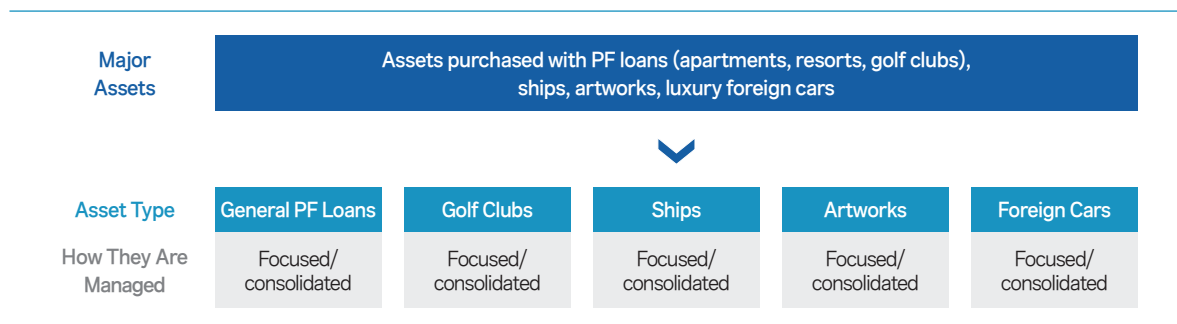 Major
Assets
Assets purchased with PF loans (apartments, resorts, golf clubs),
ships, artworks, luxury foreign cars
Asset Type
General PF Loans
Golf Clubs
Ships
Artworks
Foreign Cars
How They Are
Managed
Focused/
consolidated
Focused/
consolidated
Focused/
consolidated
Focused/
consolidated
Focused/
consolidated